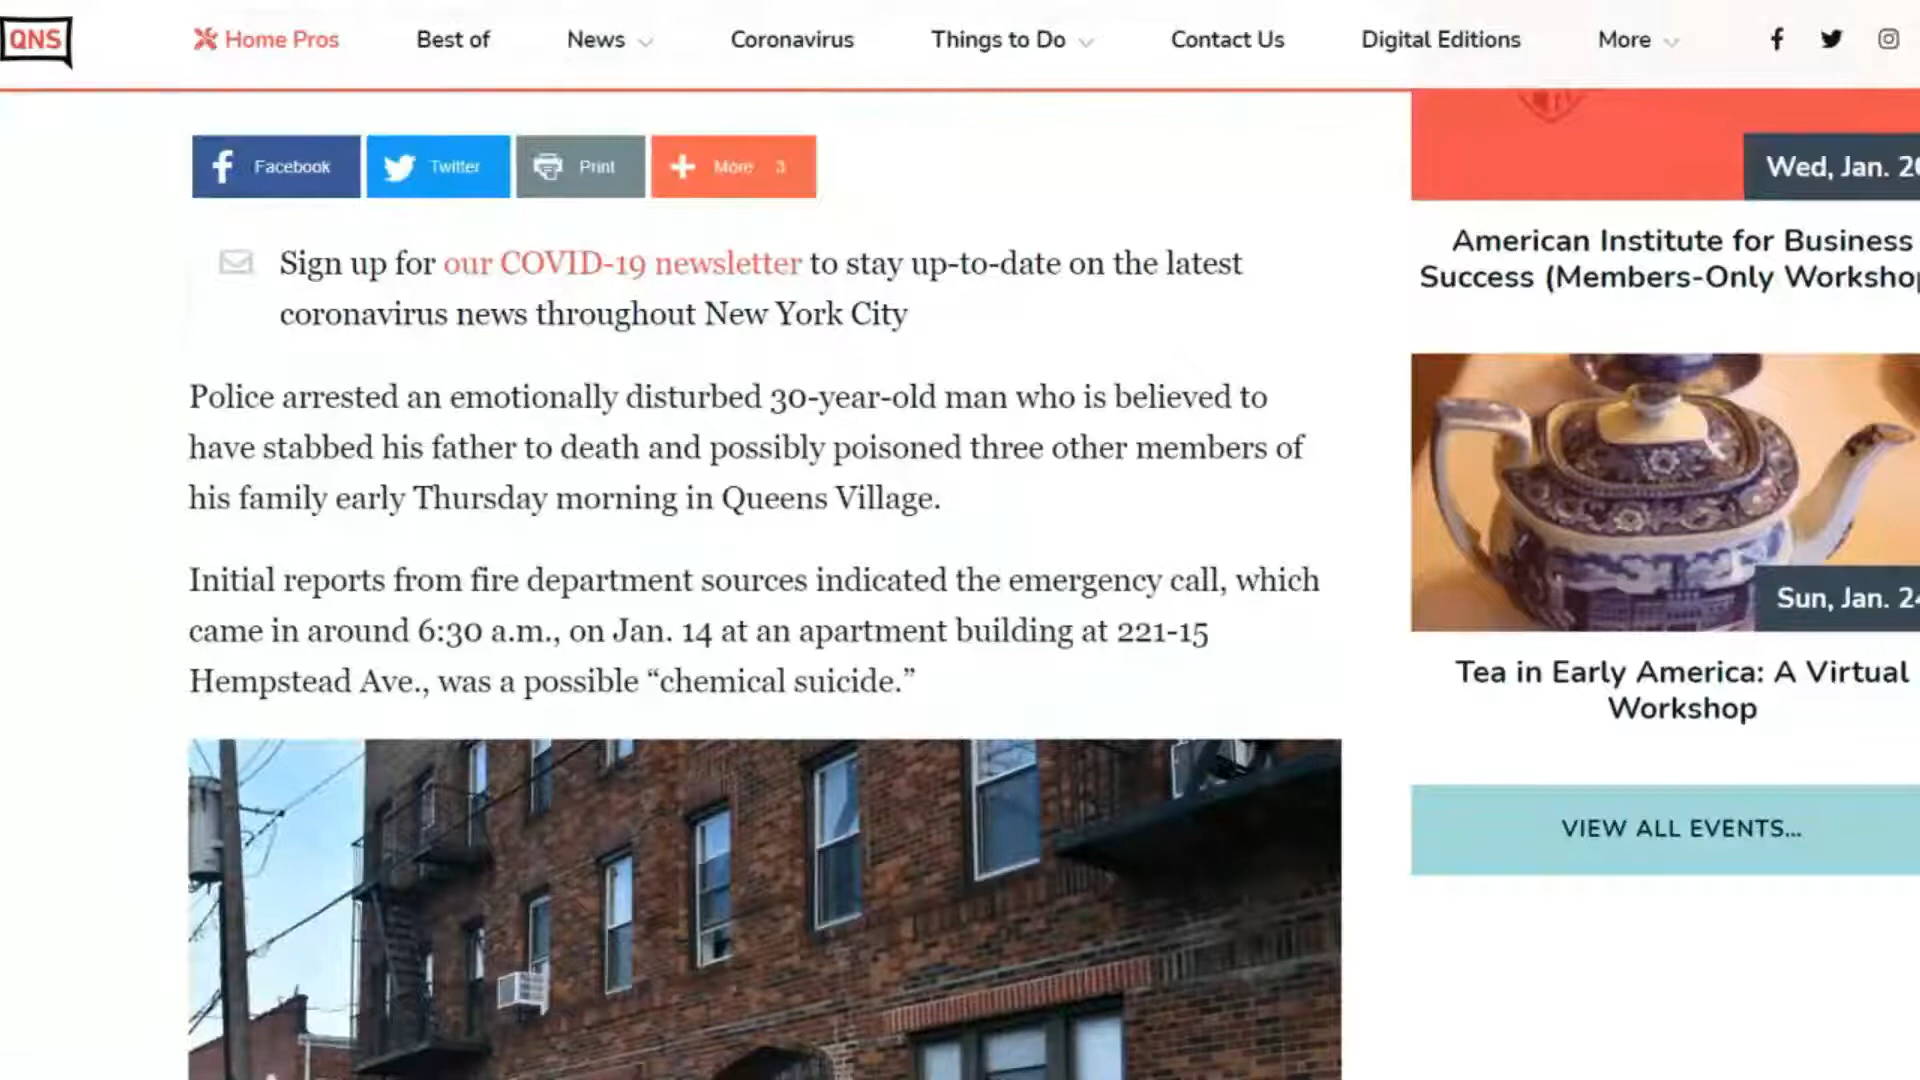 QNS
Home Pros Best of News Coronavirus Things to Do Contact Us Digital Editions More
Facebook Twitter Print More 3
Sign up for our COVID-19 newsletter to stay up-to-date on the latest
coronavirus news throughout New York City
Police arrested an emotionally disturbed 30-year-old man who is believed to
have stabbed his father to death and possibly poisoned three other members of
his family early Thursday morning in Queens Village.
Initial reports from fire department sources indicated the emergency call, which
came in around 6:30 a.m., on Jan. 14 at an apartment building at 221-15
Hempstead Ave., was a possible “chemical suicide.”
Wed, Jan.
American Institute for Business
Success (Members-Only
Sun, Jan.
Tea in Early America: A Virtual
Workshop
VIEW ALL EVENTS...